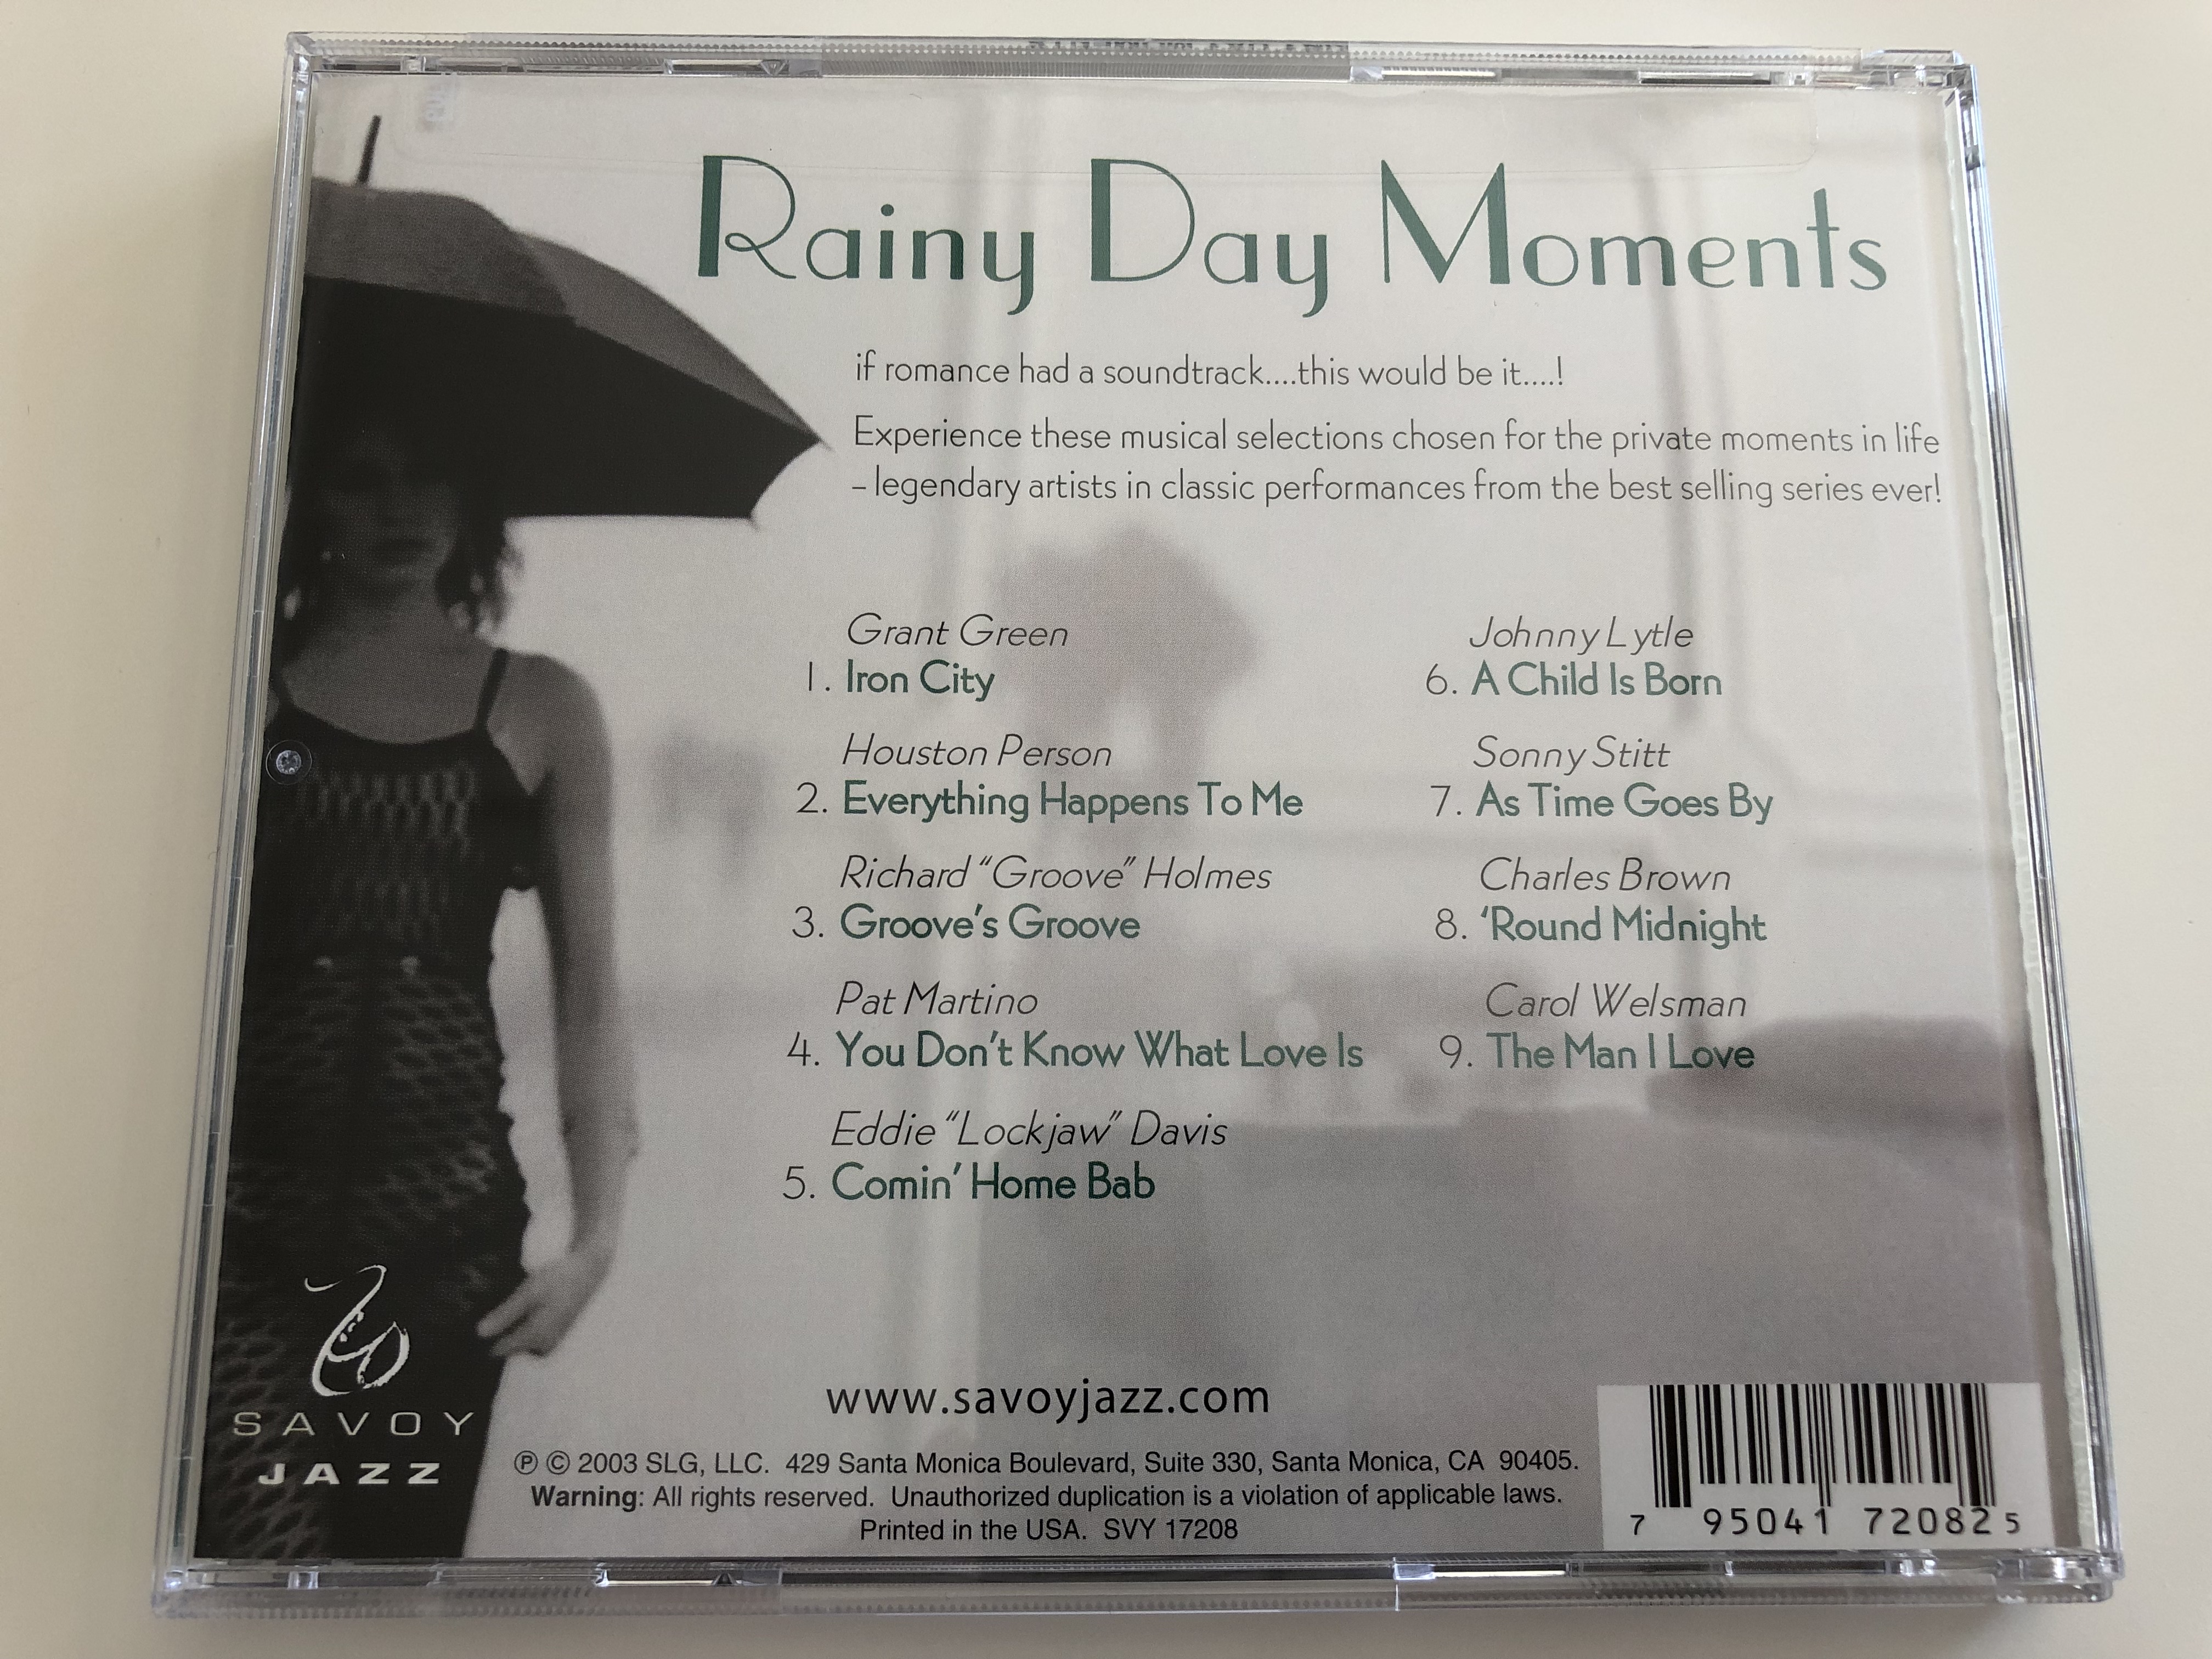 Rainy Day Moments
if romance had a soundtrack....this would be it....!
Experience these musical selections chosen for the private moments in life
– legendary artists in classic performances from the best selling series ever!
Grant Green
1. Iron City
Houston Person
2. Everything Happens To Me
Richard “Groove” Holmes
3. Groove’s Groove
Pat Martino
4. You Don’t Know What Love Is
Eddie “Lockjaw” Davis
5. Comin’ Home Bab
Johnny Lytle
6. A Child Is Born
Sonny Stitt
7. As Time Goes By
Charles Brown
8. ‘Round Midnight
Carol Welsman
9. The Man I Love
SAVOY
JAZZ
www.savoyjazz.com
℗ © 2003 SLG, LLC. 429 Santa Monica Boulevard, Suite 330, Santa Monica, CA 90405.
Warning: All rights reserved. Unauthorized duplication is a violation of applicable laws.
Printed in the USA. SVY 17208
7 95041 72082 5